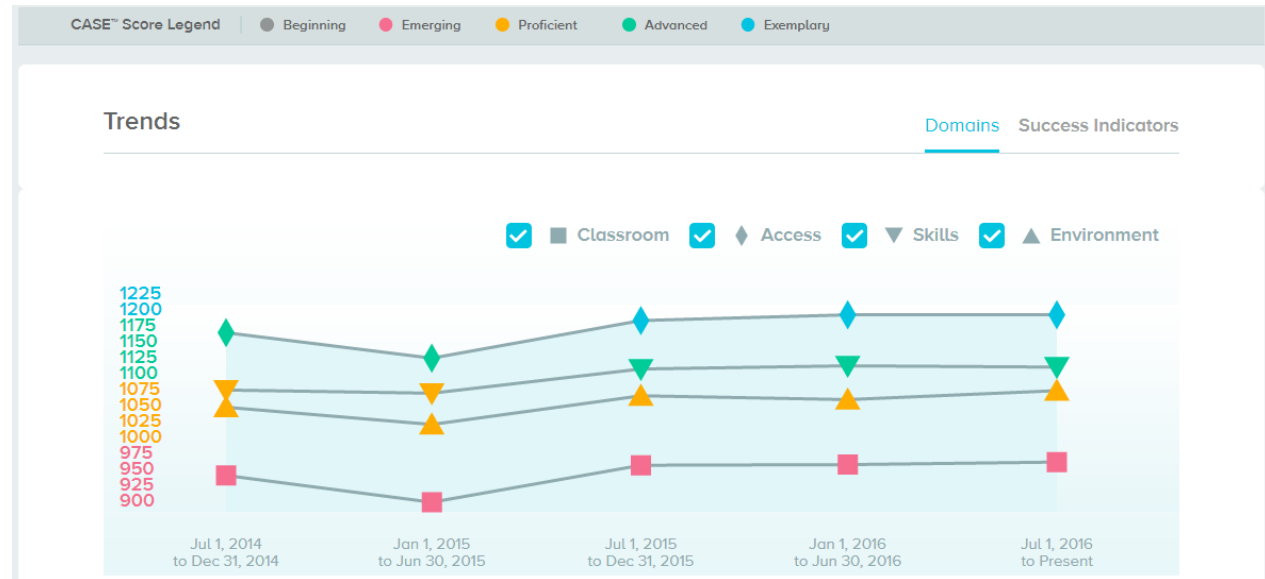 CASE™ Score Legend Beginning Emerging Proficient Advanced Exemplary
Trends
Domains Success Indicators
Classroom Access Skills Environment
1225
1200
1175
1150
1125
1100
1075
1050
1025
1000
975
950
925
900
Jul 1, 2014
to Dec 31, 2014
Jan 1, 2015
to Jun 30, 2015
Jul 1, 2015
to Dec 31, 2015
Jan 1, 2016
to Jun 30, 2016
Jul 1, 2016
to Present